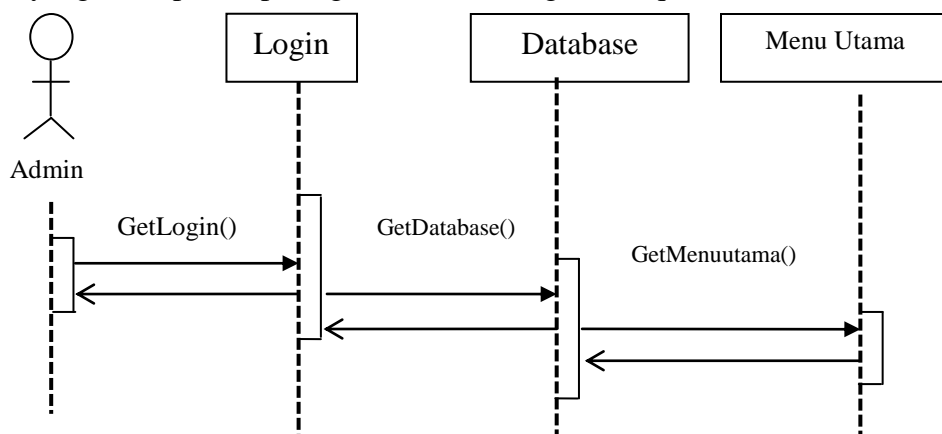 Login
Database
Menu Utama
Admin
GetLogin()
GetDatabase()
GetMenuutama()